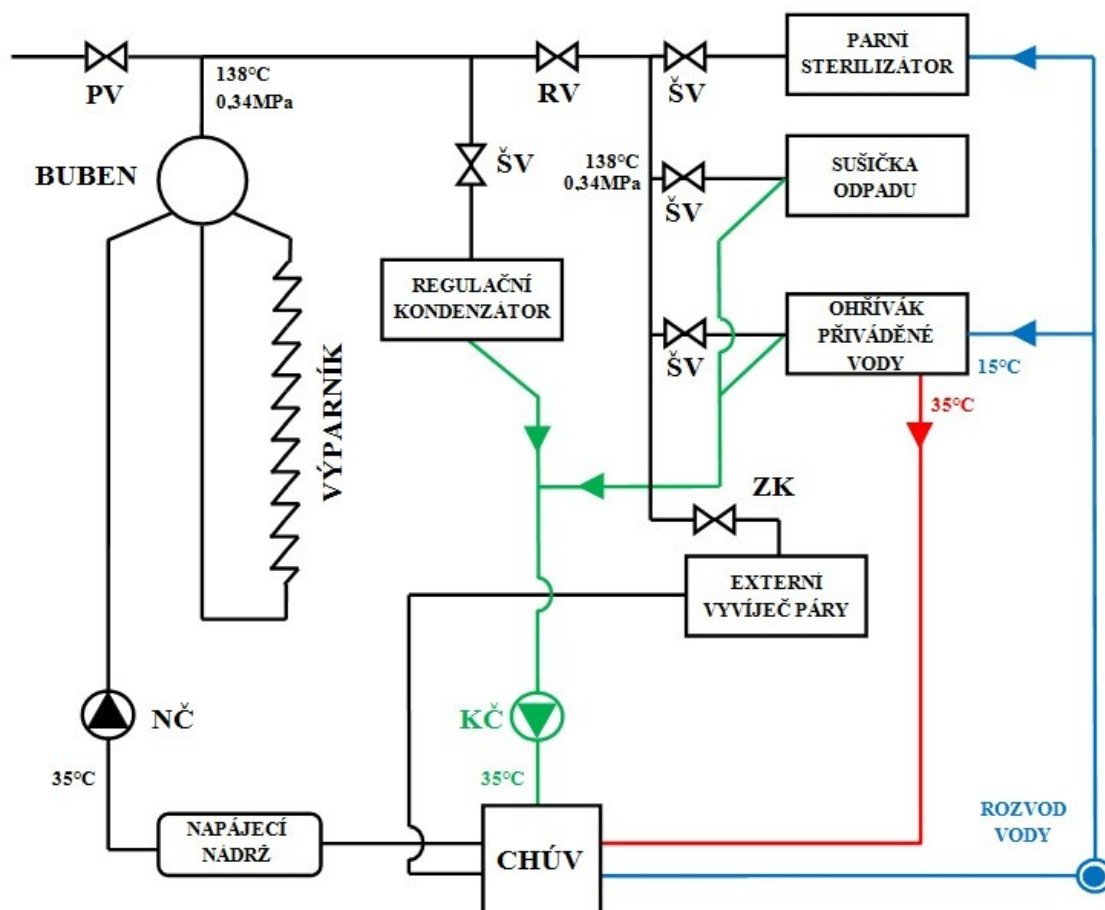 PV
138°C
0,34MPa
RV
ŠV
PARNÍ
STERILIZÁTOR
BUBEN
ŠV
138°C
0,34MPa
ŠV
SUŠIČKA
ODPADU
REGULAČNÍ
KONDENZÁTOR
ŠV
OHŘÍVÁK
PŘIVÁDĚNÉ
VODY
15°C
35°C
VÝPARNÍK
ZK
EXTERNÍ
VYVÍJEČ PÁRY
NČ
KČ
35°C
35°C
NAPÁJECÍ
NÁDRŽ
CHÚV
ROZVOD
VODY